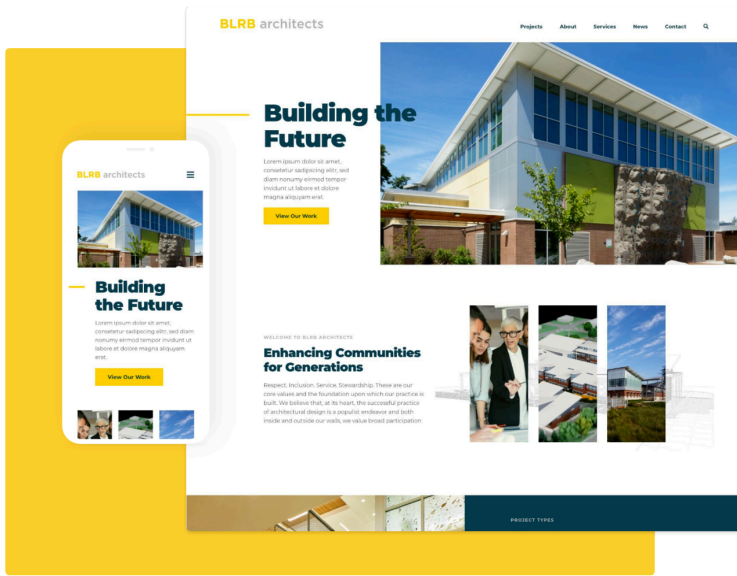 BLRB architects
Projects About Services News Contact
Building the
Future
Lorem ipsum dolor sit amet,
consetetur sadipscing elitr, sed
diam nonumy eirmod tempor
invidunt ut labore et dolore
magna aliquyam erat.
View Our Work
BLRB architects
Building
the Future
Lorem ipsum dolor sit amet,
consetetur sadipscing elitr, sed diam
nonumy eirmod tempor invidunt ut
labore et dolore magna aliquyam
erat.
View Our Work
WELCOME TO BLRB ARCHITECTS
Enhancing Communities
for Generations
Respect. Inclusion. Service. Stewardship. These are our
core values and the foundation upon which our practice is
built. We believe that, at its heart, the successful practice
of architectural design is a populist endeavor and both
inside and outside our walls, we value broad participation
PROJECT TYPES